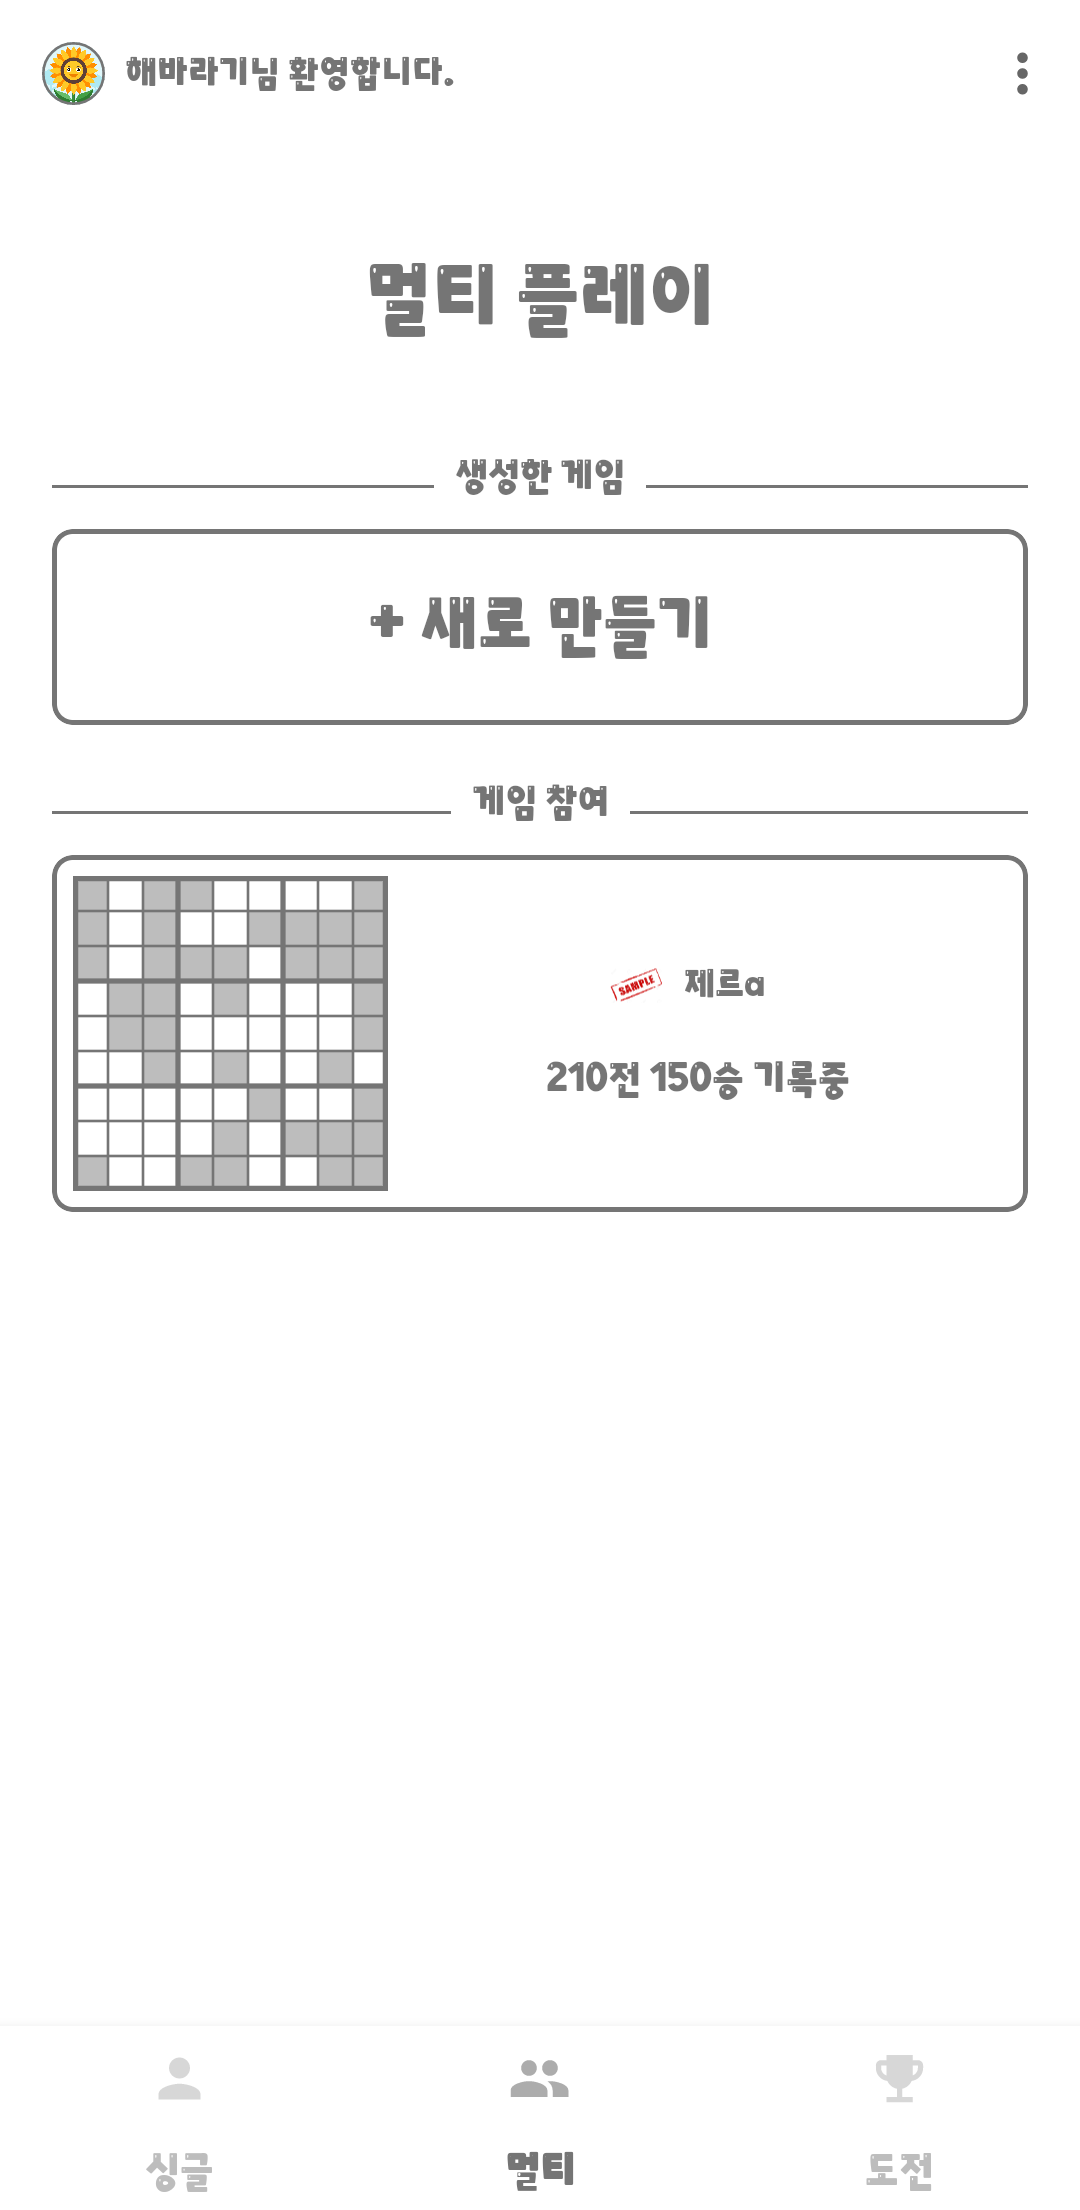 해바라기님 환영합니다.
멀티 플레이
생성한 게임
+ 새로 만들기
게임 참여
SAMPLE 제르a
210전 150승 기록중
싱글 멀티 도전